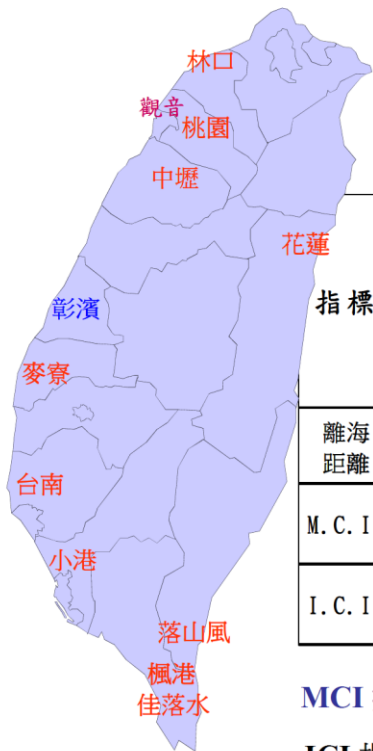 林口
觀音
桃園
中壢
花蓮
彰濱
麥寮
台南
小港
落山風
楓港
佳落水
指標
離海
距離
M.C.I
I.C.I
MCI